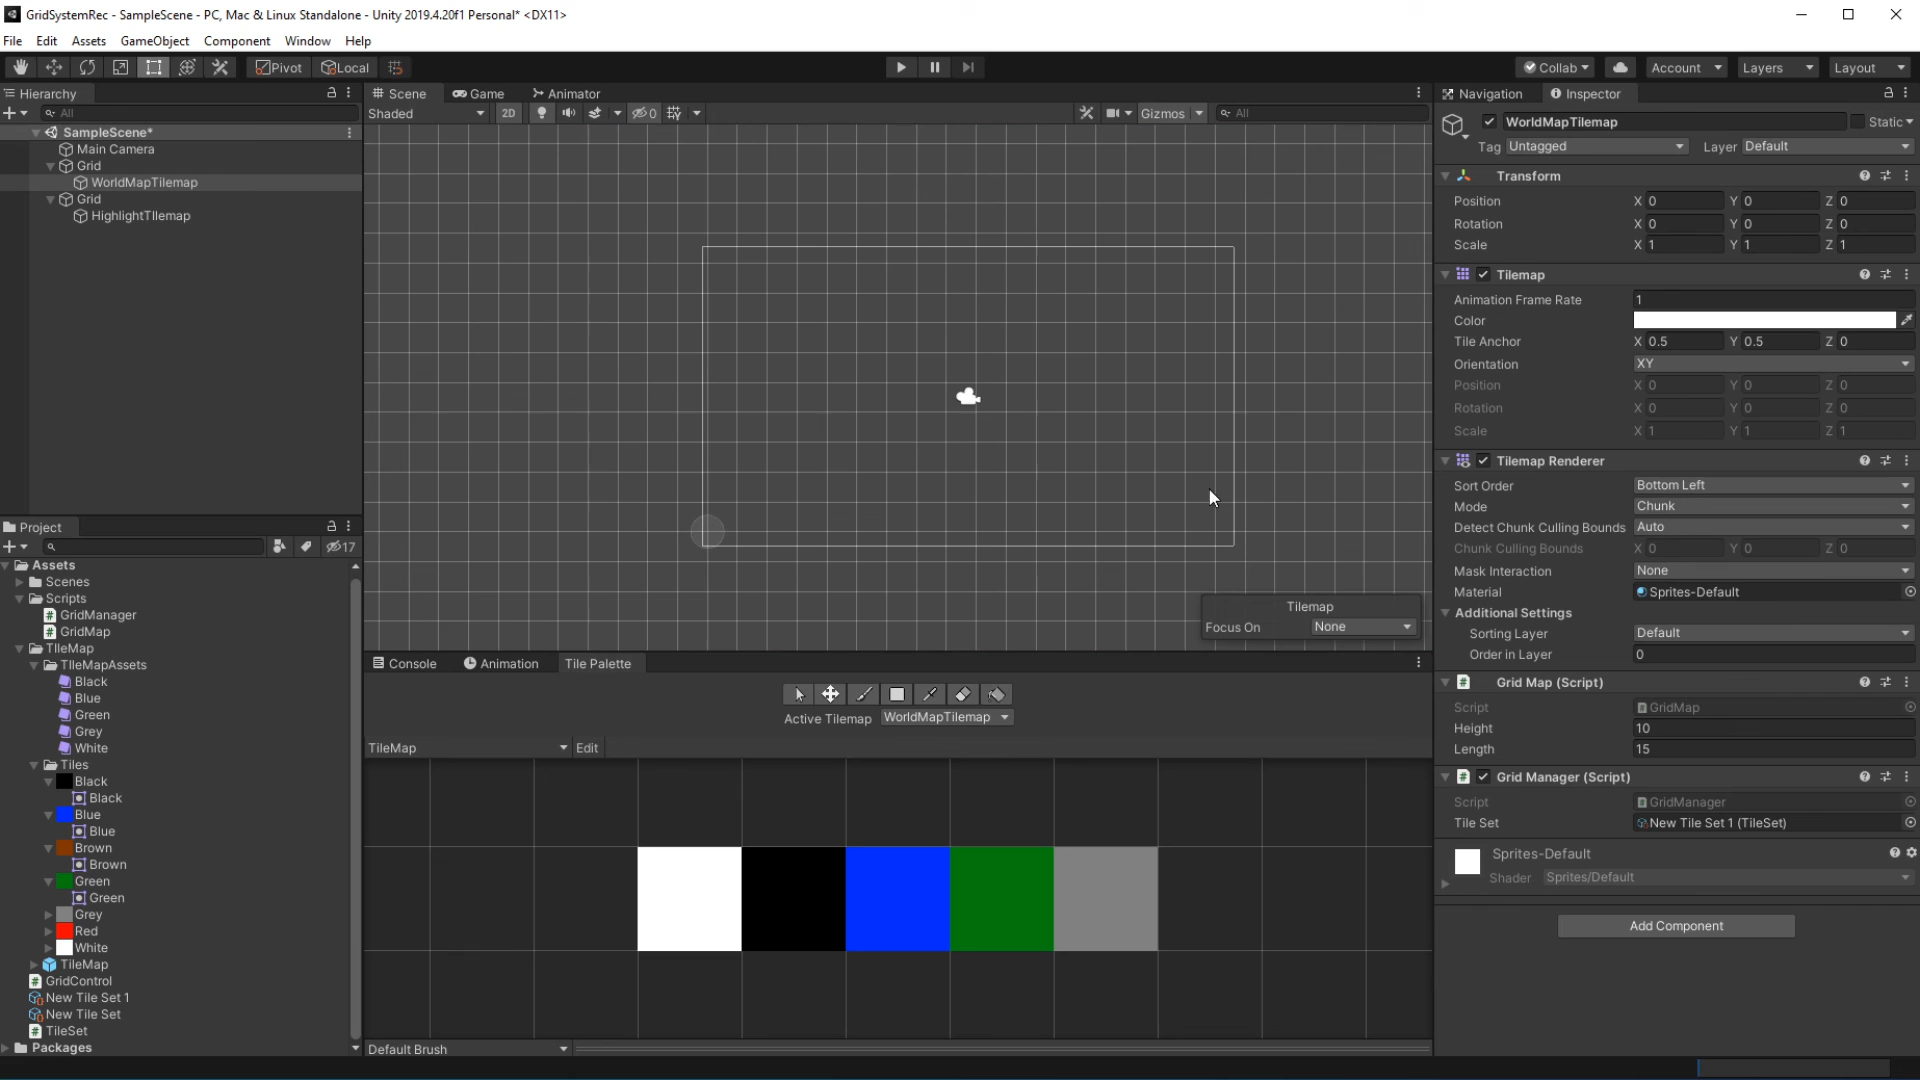 GridSystemRec - SampleScene - PC, Mac & Linux Standalone - Unity 2019.4.20f1 Personal* <DX11>
File Edit Assets GameObject Component Window Help
Pivot Local Collab Account Layers Layout
Hierarchy
All
SampleScene*
Main Camera
Grid
WorldMapTilemap
Grid
HighlightTIlemap
Scene Game Animator
Shaded 2D 0 Gizmos All
Tilemap
Focus On None
Project
17
Assets
Scenes
Scripts
GridManager
GridMap
TIleMap
TIleMapAssets
Black
Blue
Green
Grey
White
Tiles
Black
Black
Blue
Blue
Brown
Brown
Green
Green
Grey
Red
White
TileMap
GridControl
New Tile Set 1
New Tile Set
TileSet
Packages
Console Animation Tile Palette
Active Tilemap WorldMapTilemap
TileMap Edit
Default Brush
Navigation Inspector
WorldMapTilemap Static
Tag Untagged Layer Default
Transform
Position X 0 Y 0 Z 0
Rotation X 0 Y 0 Z 0
Scale X 1 Y 1 Z 1
Tilemap
Animation Frame Rate 1
Color
Tile Anchor X 0.5 Y 0.5 Z 0
Orientation XY
Position X 0 Y 0 Z 0
Rotation X 0 Y 0 Z 0
Scale X 1 Y 1 Z 1
Tilemap Renderer
Sort Order Bottom Left
Mode Chunk
Detect Chunk Culling Bounds Auto
Chunk Culling Bounds X 0 Y 0 Z 0
Mask Interaction None
Material Sprites-Default
Additional Settings
Sorting Layer Default
Order in Layer 0
Grid Map (Script)
Script GridMap
Height 10
Length 15
Grid Manager (Script)
Script GridManager
Tile Set New Tile Set 1 (TileSet)
Sprites-Default
Shader Sprites/Default
Add Component